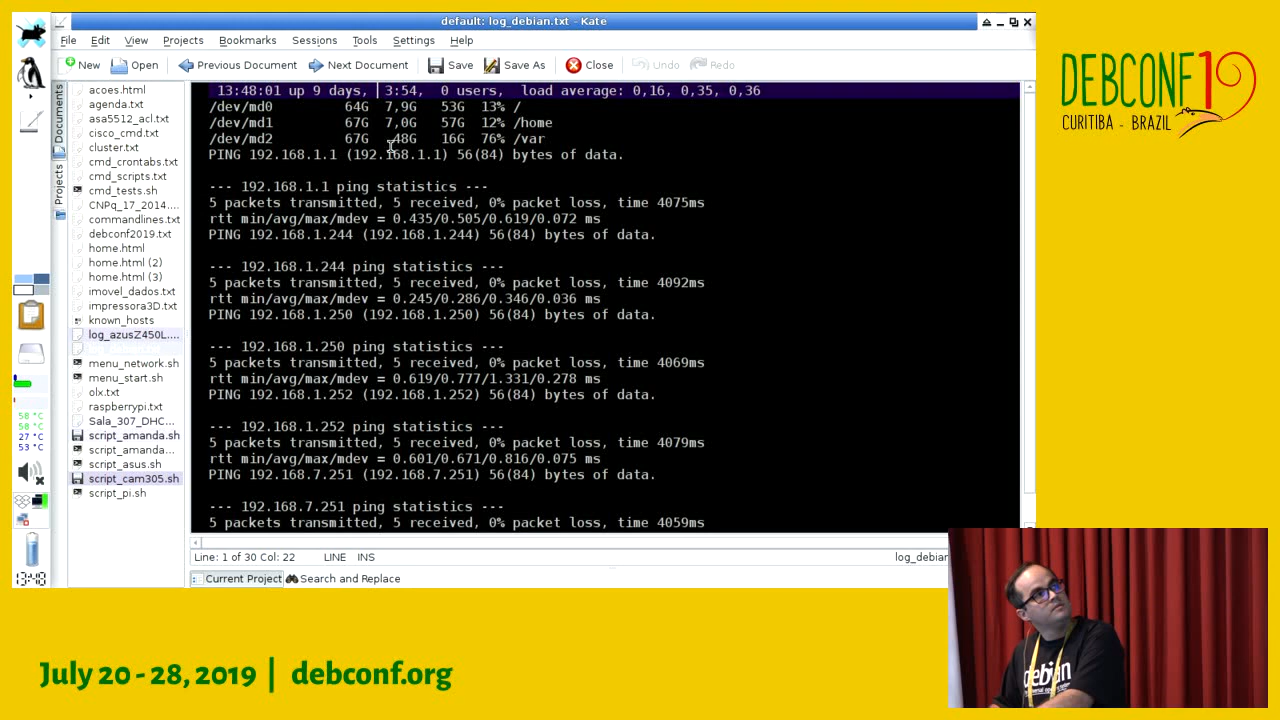 default: log_debian.txt - Kate
File Edit View Projects Bookmarks Sessions Tools Settings Help
New Open Previous Document Next Document Save Save As Close Undo Redo
Documents
Projects
acoes.html
agenda.txt
asa5512_acl.txt
cisco_cmd.txt
cluster.txt
cmd_crontabs.txt
cmd_scripts.txt
cmd_tests.sh
CNPq_17_2014....
commandlines.txt
debconf2019.txt
home.html
home.html (2)
home.html (3)
imovel_dados.txt
impressora3D.txt
known_hosts
log_azusZ450L....
menu_network.sh
menu_start.sh
olx.txt
raspberrypi.txt
Sala_307_DHC...
script_amanda.sh
script_amanda...
script_asus.sh
script_cam305.sh
script_pi.sh
13:48:01 up 9 days, 3:54, 0 users, load average: 0,16, 0,35, 0,36
/dev/md0 64G 7,9G 53G 13% /
/dev/md1 67G 7,0G 57G 12% /home
/dev/md2 67G 48G 16G 76% /var
PING 192.168.1.1 (192.168.1.1) 56(84) bytes of data.
--- 192.168.1.1 ping statistics ---
5 packets transmitted, 5 received, 0% packet loss, time 4075ms
rtt min/avg/max/mdev = 0.435/0.505/0.619/0.072 ms
PING 192.168.1.244 (192.168.1.244) 56(84) bytes of data.
--- 192.168.1.244 ping statistics ---
5 packets transmitted, 5 received, 0% packet loss, time 4092ms
rtt min/avg/max/mdev = 0.245/0.286/0.346/0.036 ms
PING 192.168.1.250 (192.168.1.250) 56(84) bytes of data.
--- 192.168.1.250 ping statistics ---
5 packets transmitted, 5 received, 0% packet loss, time 4069ms
rtt min/avg/max/mdev = 0.619/0.777/1.331/0.278 ms
PING 192.168.1.252 (192.168.1.252) 56(84) bytes of data.
--- 192.168.1.252 ping statistics ---
5 packets transmitted, 5 received, 0% packet loss, time 4079ms
rtt min/avg/max/mdev = 0.601/0.671/0.816/0.075 ms
PING 192.168.7.251 (192.168.7.251) 56(84) bytes of data.
--- 192.168.7.251 ping statistics ---
5 packets transmitted, 5 received, 0% packet loss, time 4059ms
Line: 1 of 30 Col: 22 LINE INS log_debian
Current Project Search and Replace
58 °C
58 °C
27 °C
53 °C
13:48
DEBCONF19
CURITIBA - BRAZIL
debian
July 20 - 28, 2019 | debconf.org